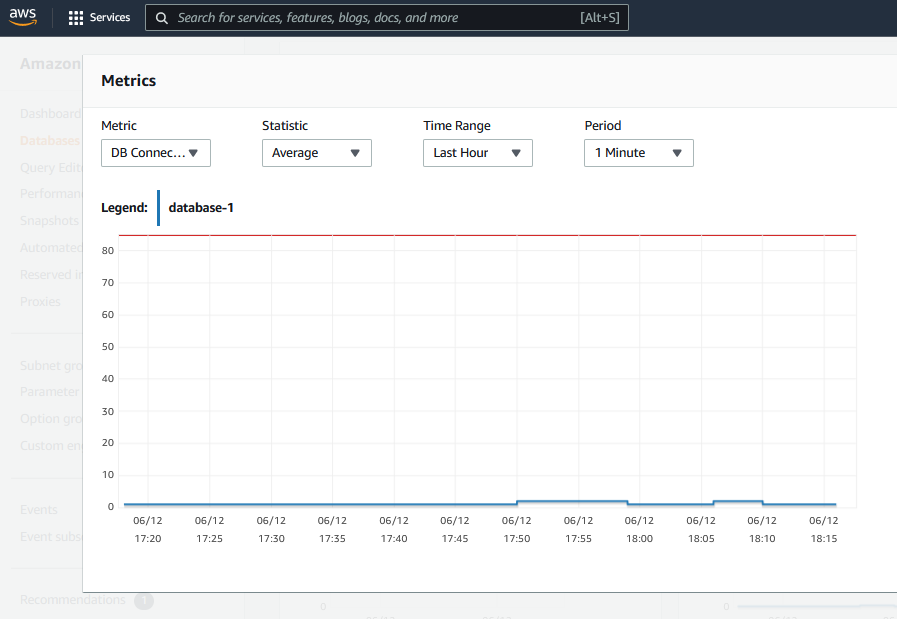 aws Services Search for services, features, blogs, docs, and more [Alt+S]
Amazon
Dashboard
Databases
Query Edit
Performan
Snapshots
Automated
Reserved in
Proxies
Subnet gro
Parameter
Option gro
Custom en
Events
Event subs
Recommendations 1
Metrics
Metric Statistic Time Range Period
DB Connec... Average Last Hour 1 Minute
Legend: database-1
80
70
60
50
40
30
20
10
0
06/12 06/12 06/12 06/12 06/12 06/12 06/12 06/12 06/12 06/12 06/12 06/12
17:20 17:25 17:30 17:35 17:40 17:45 17:50 17:55 18:00 18:05 18:10 18:15
0 0